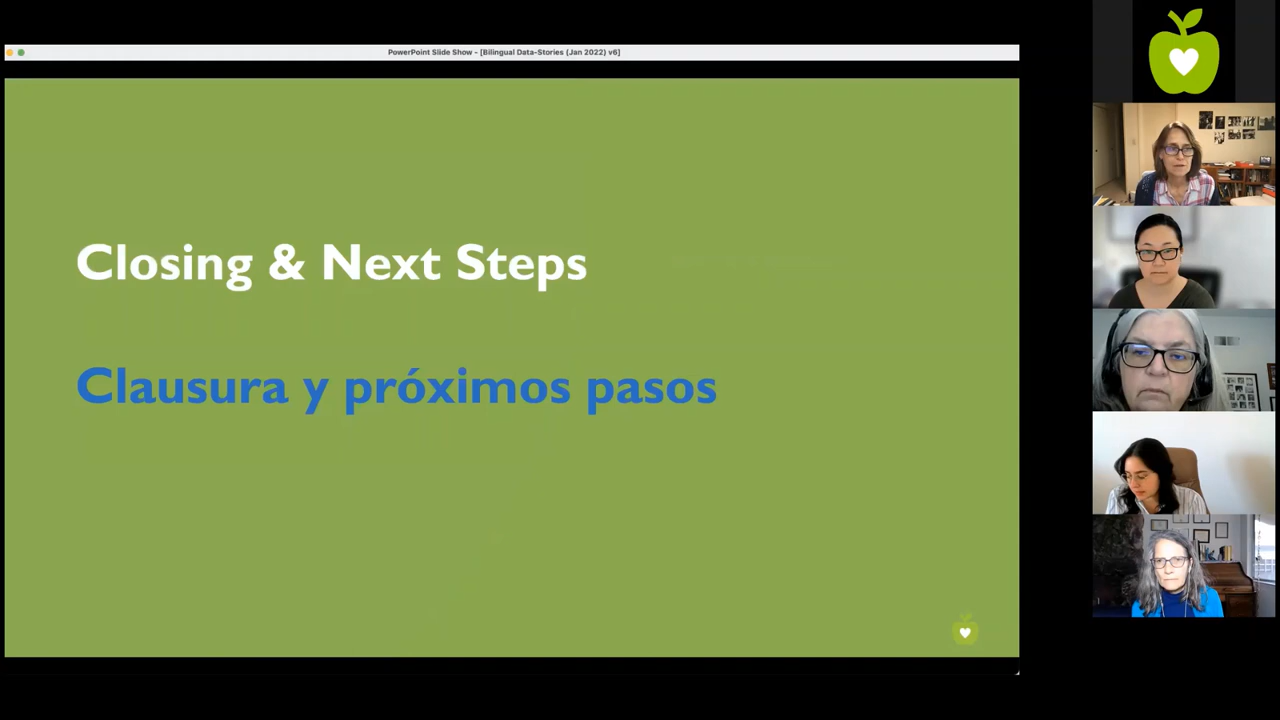 PowerPoint Slide Show - [Bilingual Data-Stories (Jan 2022) v6]
Closing & Next Steps
Clausura y próximos pasos